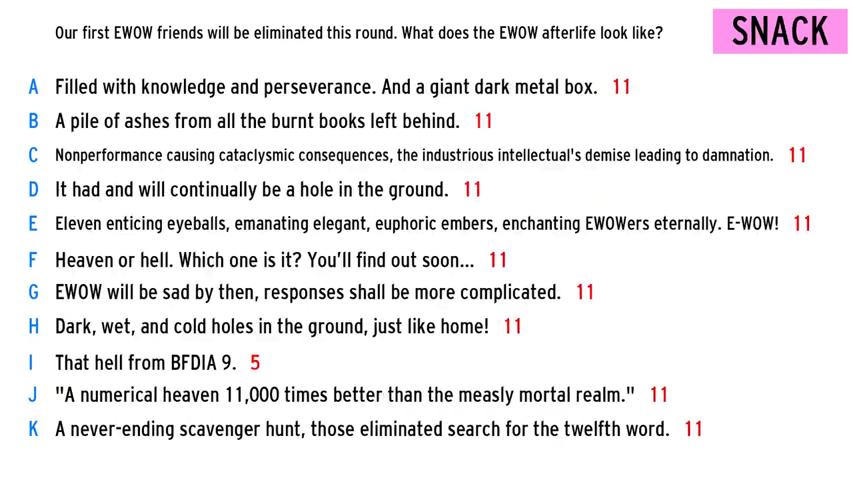 Our first EWOW friends will be eliminated this round. What does the EWOW afterlife look like?
SNACK
A Filled with knowledge and perseverance. And a giant dark metal box. 11
B A pile of ashes from all the burnt books left behind. 11
C Nonperformance causing cataclysmic consequences, the industrious intellectual's demise leading to damnation. 11
D It had and will continually be a hole in the ground. 11
E Eleven enticing eyeballs, emanating elegant, euphoric embers, enchanting EWOWers eternally. E-WOW! 11
F Heaven or hell. Which one is it? You'll find out soon... 11
G EWOW will be sad by then, responses shall be more complicated. 11
H Dark, wet, and cold holes in the ground, just like home! 11
I That hell from BFDIA 9. 5
J "A numerical heaven 11,000 times better than the measly mortal realm." 11
K A never-ending scavenger hunt, those eliminated search for the twelfth word. 11